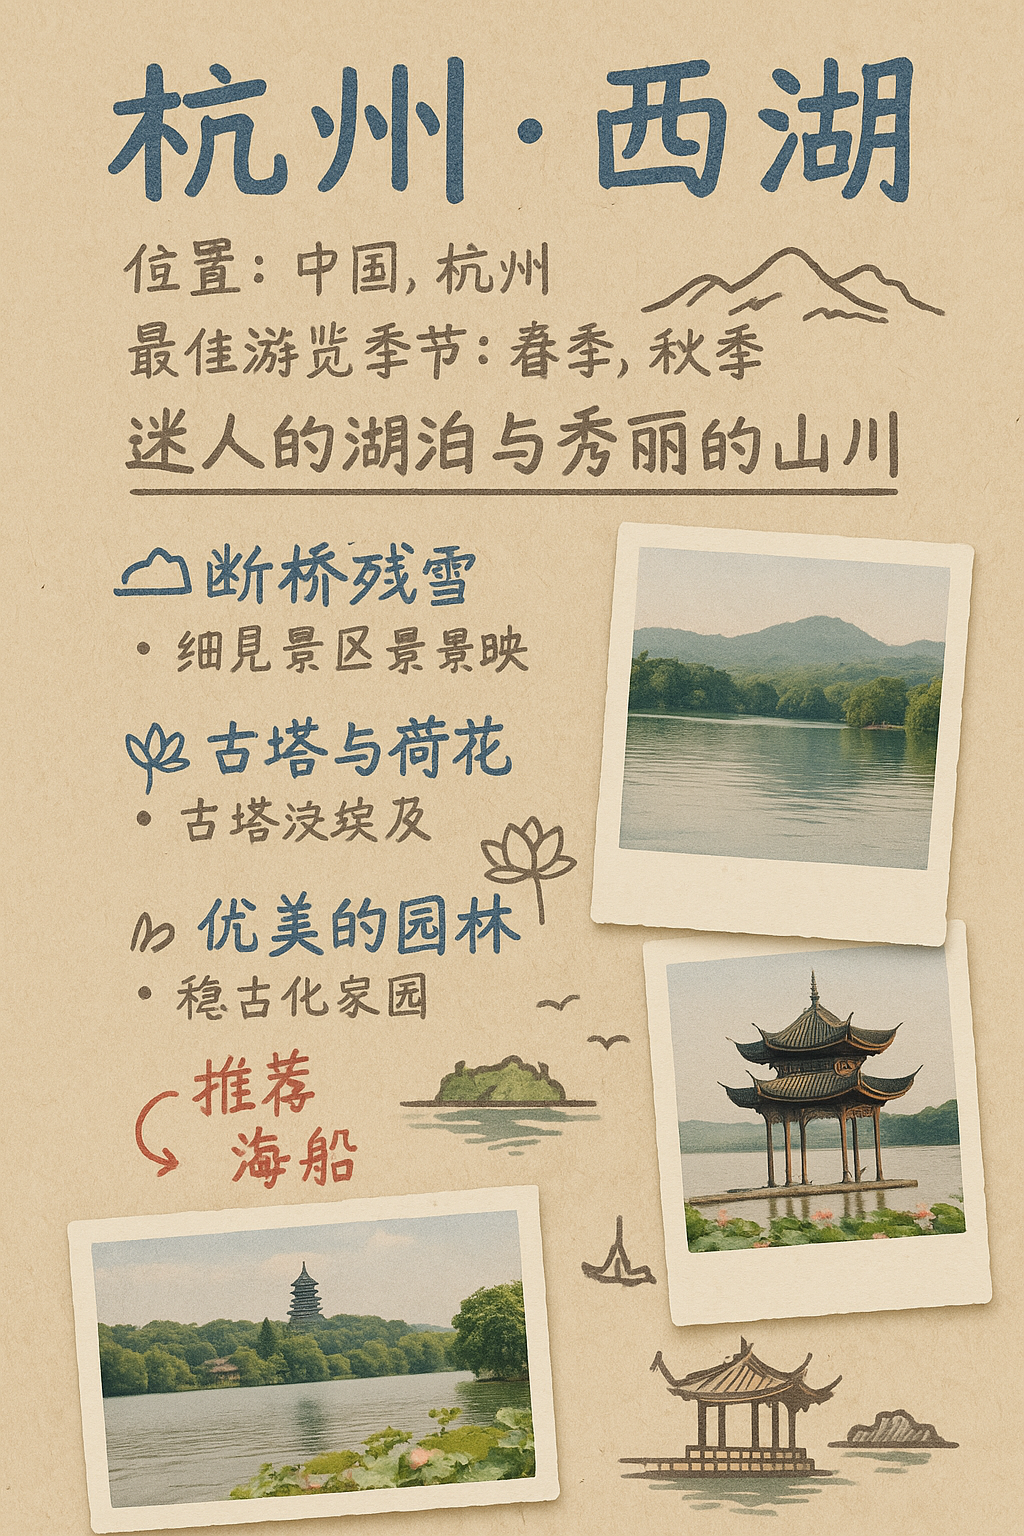 杭州·西湖
位置：中国，杭州
最佳游览季节：春季，秋季
迷人的湖泊与秀丽的山川
断桥残雪
• 细見景区景景映
古塔与荷花
• 古塔及
优美的园林
• 古化家园
推荐
海船